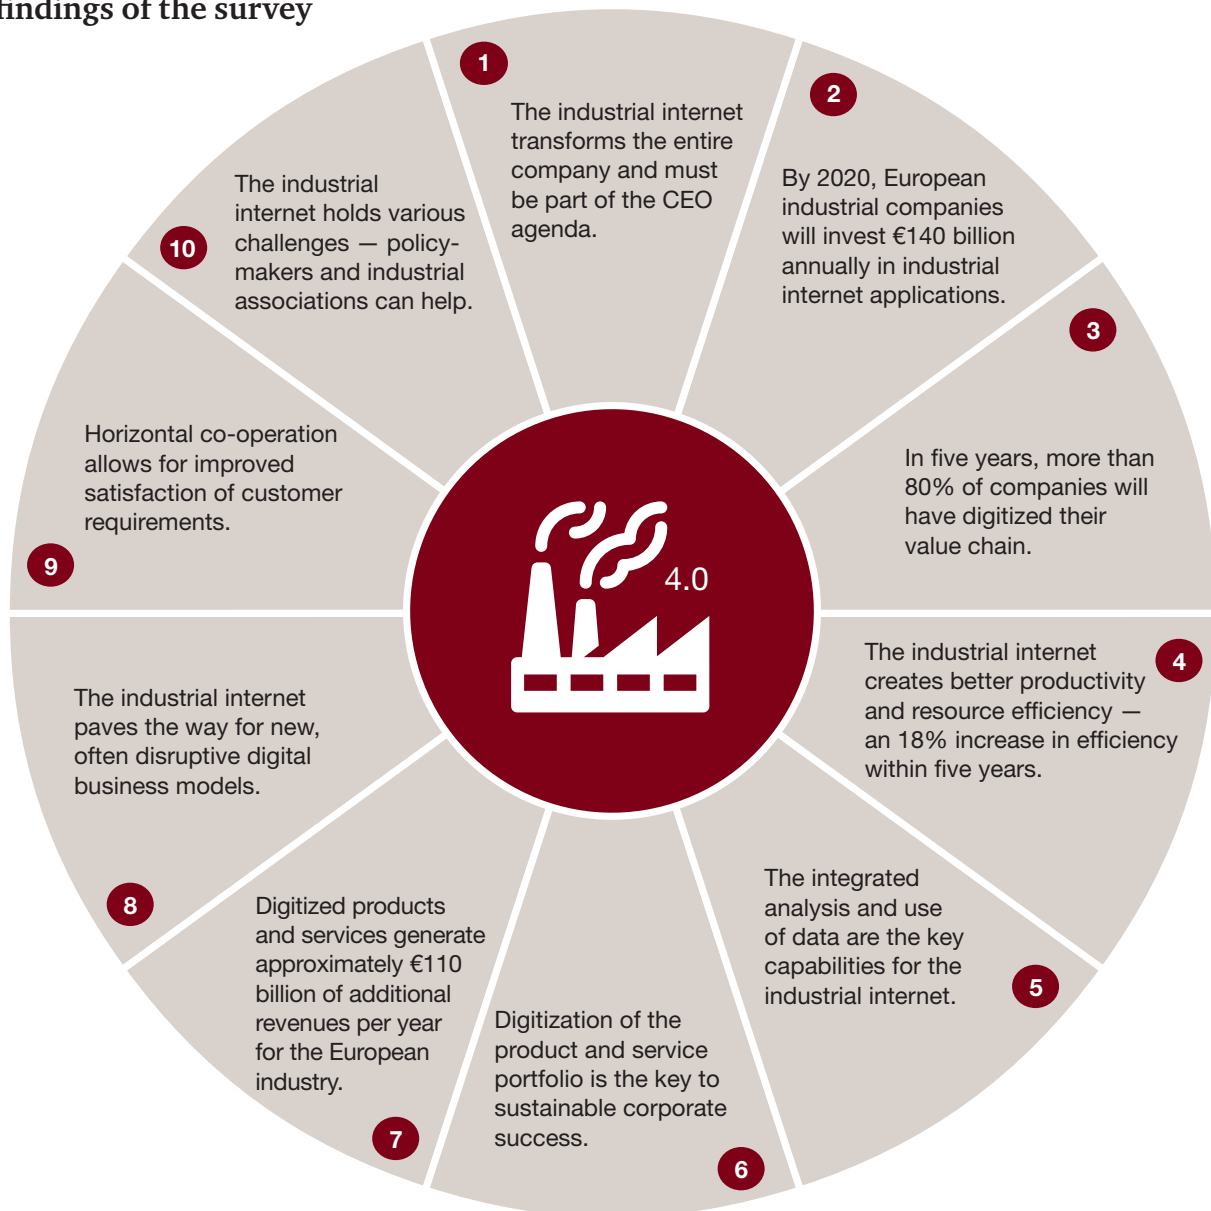 findings of the survey
1
The industrial internet
transforms the entire
company and must
be part of the CEO
agenda.
2
By 2020, European
industrial companies
will invest €140 billion
annually in industrial
internet applications.
3
In five years, more than
80% of companies will
have digitized their
value chain.
4
The industrial internet
creates better productivity
and resource efficiency —
an 18% increase in efficiency
within five years.
5
The integrated
analysis and use
of data are the key
capabilities for the
industrial internet.
6
Digitization of the
product and service
portfolio is the key to
sustainable corporate
success.
7
Digitized products
and services generate
approximately €110
billion of additional
revenues per year
for the European
industry.
8
The industrial internet
paves the way for new,
often disruptive digital
business models.
9
Horizontal co-operation
allows for improved
satisfaction of customer
requirements.
10
The industrial
internet holds various
challenges — policy-
makers and industrial
associations can help.
4.0